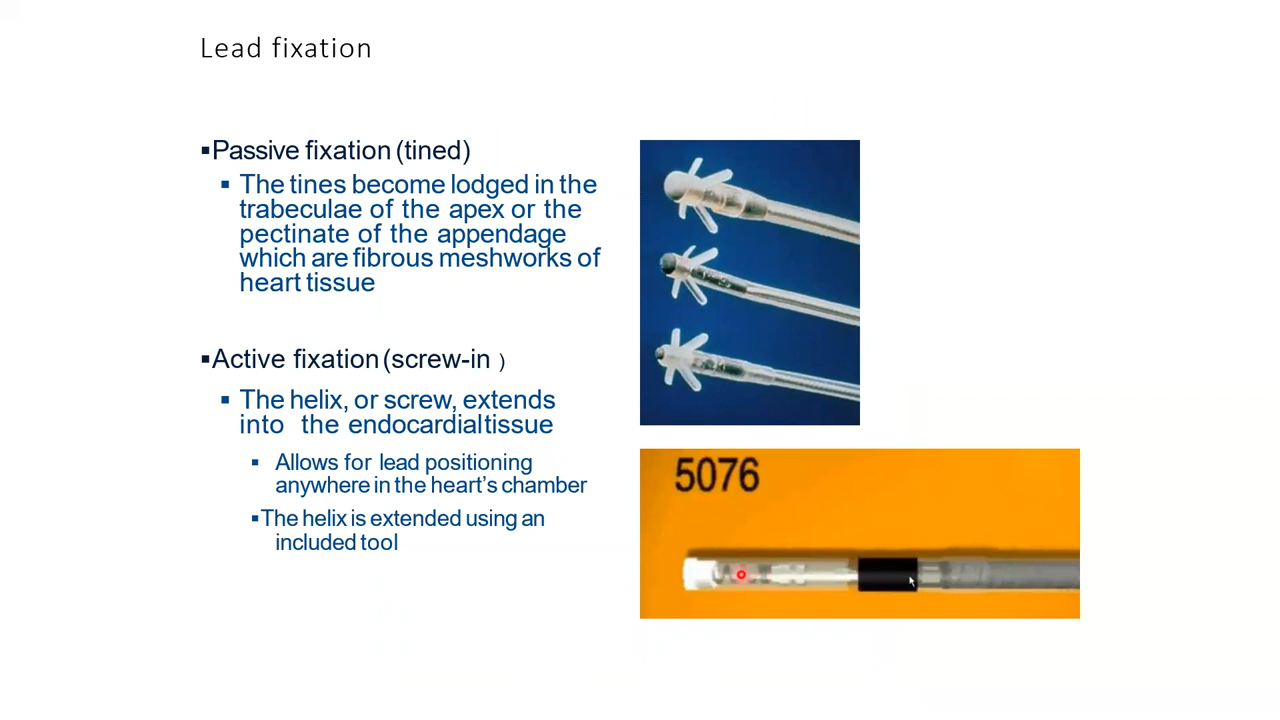 Lead fixation
▪Passive fixation (tined)
▪ The tines become lodged in the
trabeculae of the apex or the
pectinate of the appendage
which are fibrous meshworks of
heart tissue
▪Active fixation (screw-in )
▪ The helix, or screw, extends
into the endocardialtissue
▪ Allows for lead positioning
anywhere in the heart's chamber
▪The helix is extended using an
included tool
5076